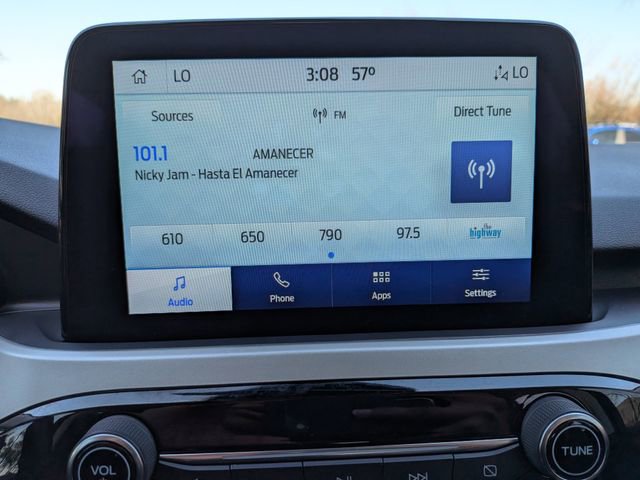 LO 3:08 57° LO
Sources FM Direct Tune
101.1 AMANECER
Nicky Jam - Hasta El Amanecer
610 650 790 97.5 the highway
Audio Phone Apps Settings
VOL TUNE